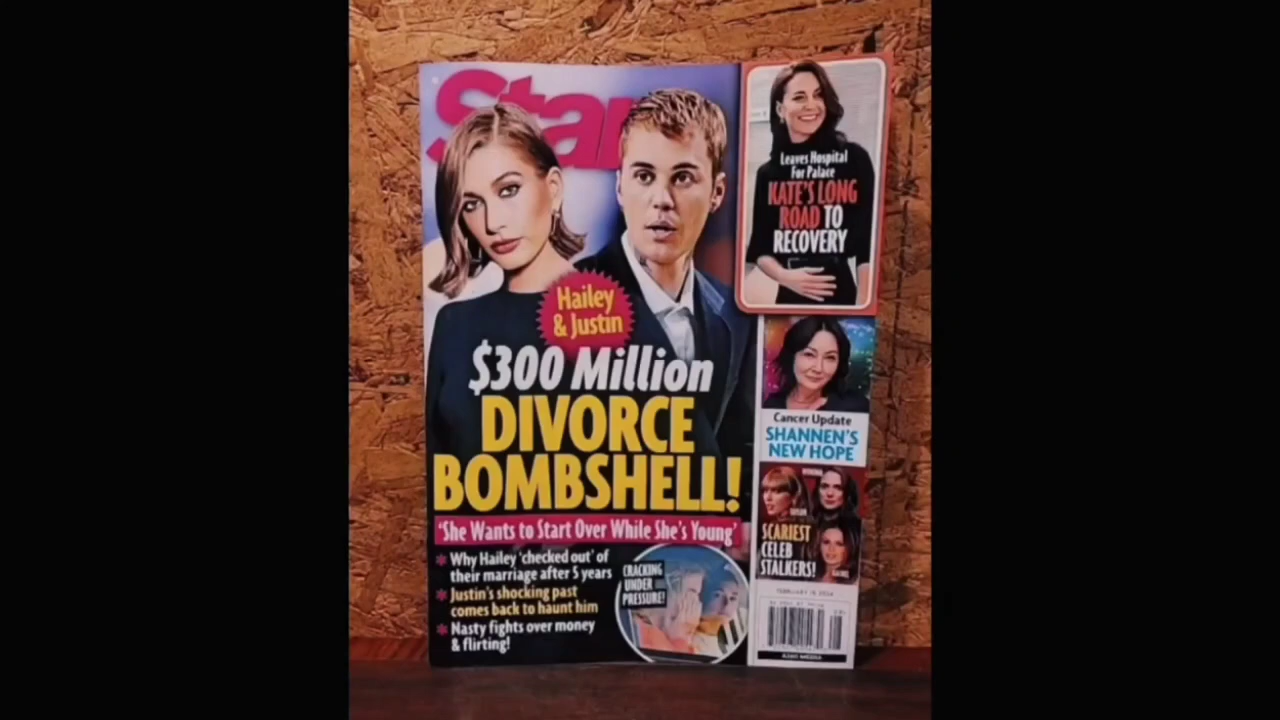 Star
Hailey
& Justin
$300 Million
DIVORCE
BOMBSHELL!
'She Wants to Start Over While She's Young'
* Why Hailey 'checked out' of
their marriage after 5 years
* Justin's shocking past
comes back to haunt him
* Nasty fights over money
& flirting!
CRACKING
UNDER
PRESSURE!
Leaves Hospital
For Palace
KATE'S LONG
ROAD TO
RECOVERY
Cancer Update
SHANNEN'S
NEW HOPE
TAYLOR
SCARIEST
CELEB
STALKERS!